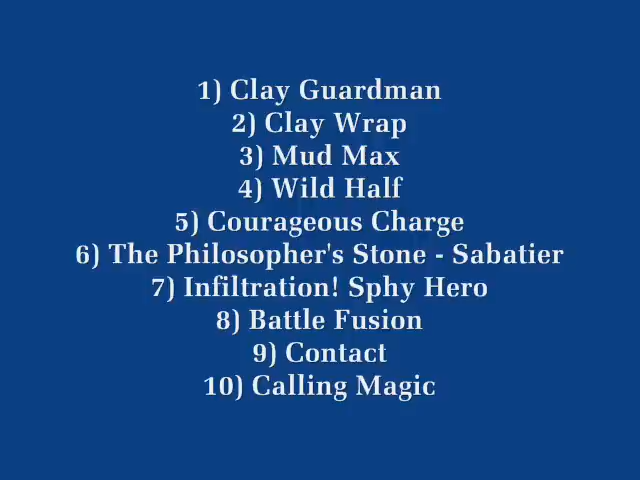 1) Clay Guardman
2) Clay Wrap
3) Mud Max
4) Wild Half
5) Courageous Charge
6) The Philosopher's Stone - Sabatier
7) Infiltration! Sphy Hero
8) Battle Fusion
9) Contact
10) Calling Magic